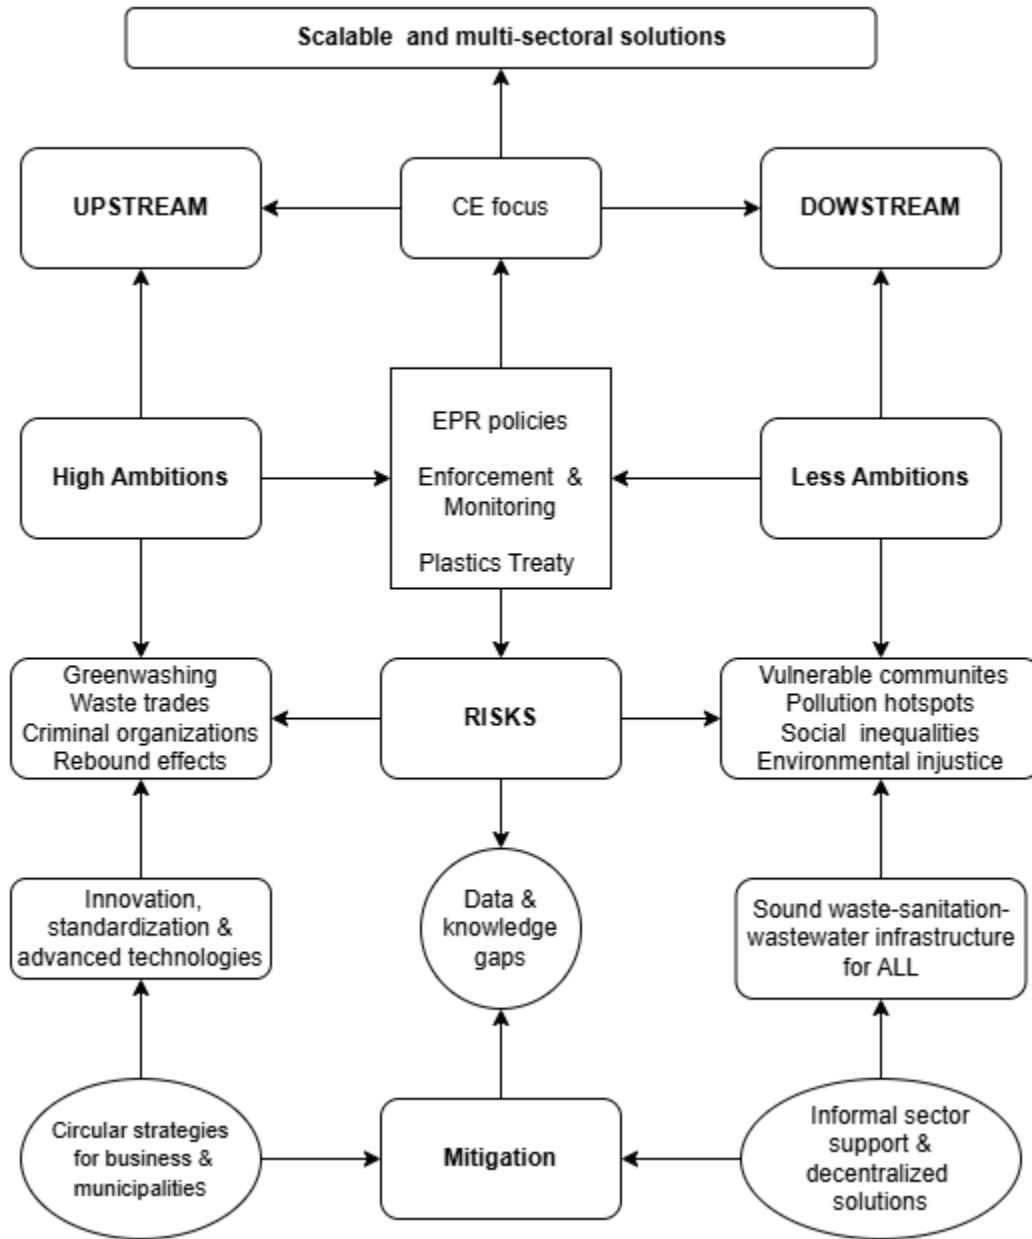 Scalable and multi-sectoral solutions
UPSTREAM
CE focus
DOWSTREAM
High Ambitions
EPR policies
Enforcement &
Monitoring
Plastics Treaty
Less Ambitions
Greenwashing
Waste trades
Criminal organizations
Rebound effects
RISKS
Vulnerable communites
Pollution hotspots
Social inequalities
Environmental injustice
Innovation,
standardization &
advanced technologies
Data &
knowledge
gaps
Sound waste-sanitation-
wastewater infrastructure
for ALL
Circular strategies
for business &
municipalities
Mitigation
Informal sector
support &
decentralized
solutions